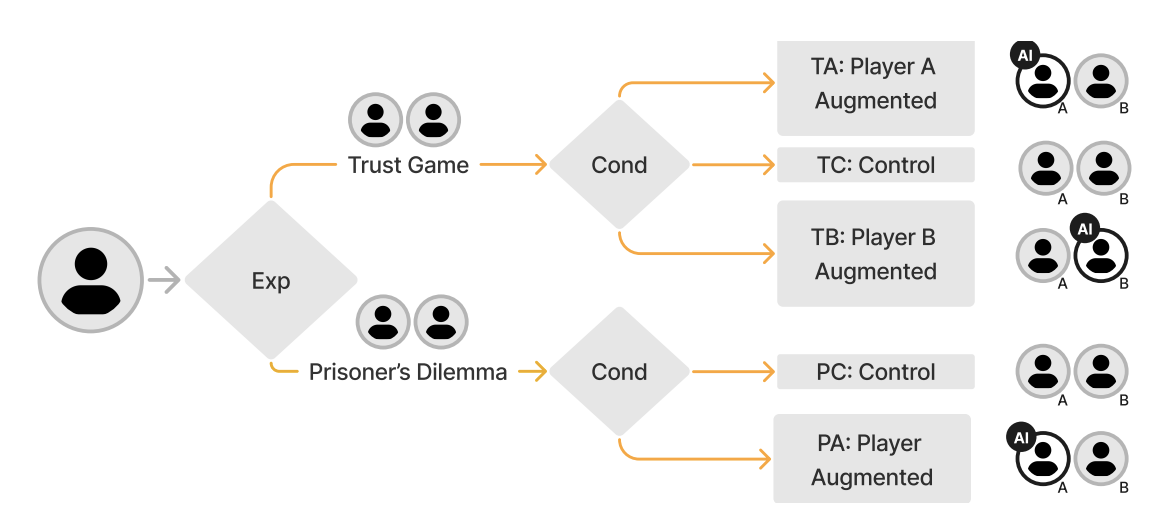 TA: Player A
Augmented
AI
A
B
Trust Game
Cond
TC: Control
A
B
TB: Player B
Augmented
AI
A
B
Exp
Prisoner’s Dilemma
Cond
PC: Control
A
B
PA: Player
Augmented
AI
A
B